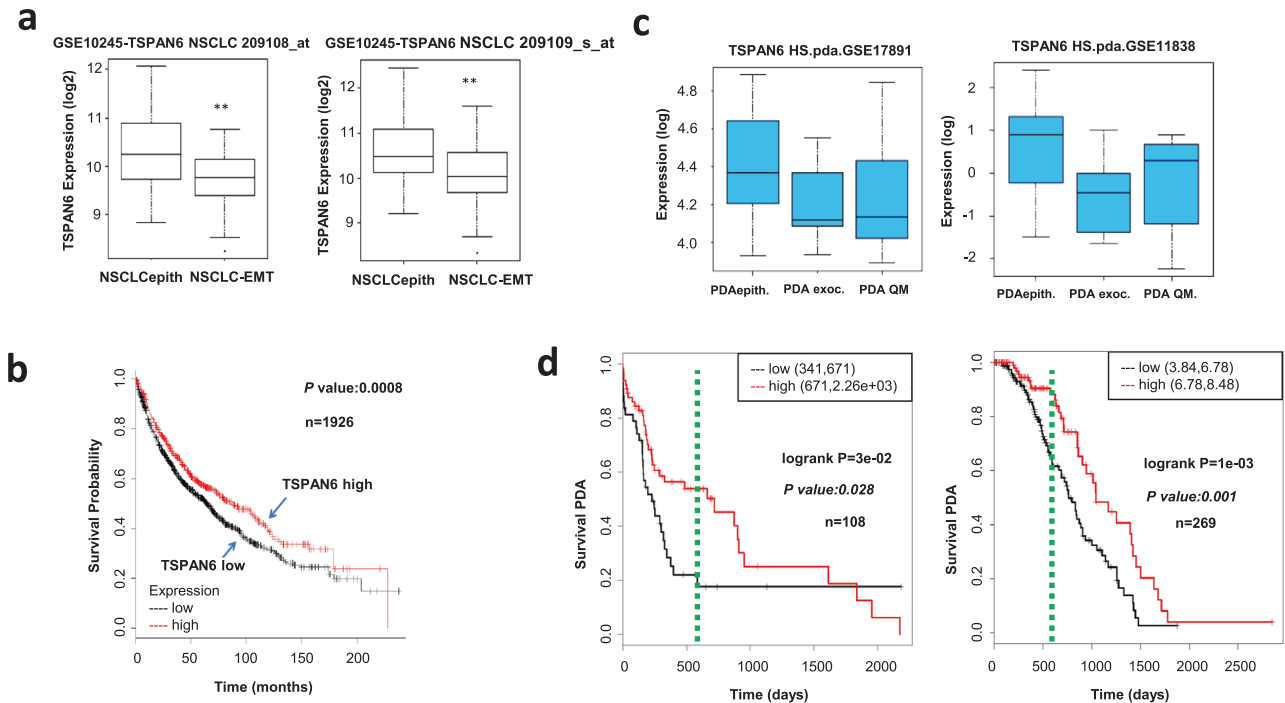 a
GSE10245-TSPAN6 NSCLC 209108_at
TSPAN6 Expression (log2)
12
11
10
9
**
NSCLCepith NSCLC-EMT
GSE10245-TSPAN6 NSCLC 209109_s_at
TSPAN6 Expression (log2)
12
11
10
9
**
NSCLCepith NSCLC-EMT
c
TSPAN6 HS.pda.GSE17891
Expression (log)
4.8
4.6
4.4
4.2
4.0
PDAepith. PDA exoc. PDA QM
TSPAN6 HS.pda.GSE11838
Expression (log)
2
1
0
-1
-2
PDAepith. PDA exoc. PDA QM.
b
Survival Probability
1.0
0.8
0.6
0.4
0.2
0.0
P value:0.0008
n=1926
TSPAN6 high
TSPAN6 low
Expression
low
high
0 50 100 150 200
Time (months)
d
Survival PDA
1.0
0.8
0.6
0.4
0.2
0.0
low (341,671)
high (671,2.26e+03)
logrank P=3e-02
P value:0.028
n=108
0 500 1000 1500 2000
Time (days)
Survival PDA
1.0
0.8
0.6
0.4
0.2
0.0
low (3.84,6.78)
high (6.78,8.48)
logrank P=1e-03
P value:0.001
n=269
0 500 1000 1500 2000 2500
Time (days)